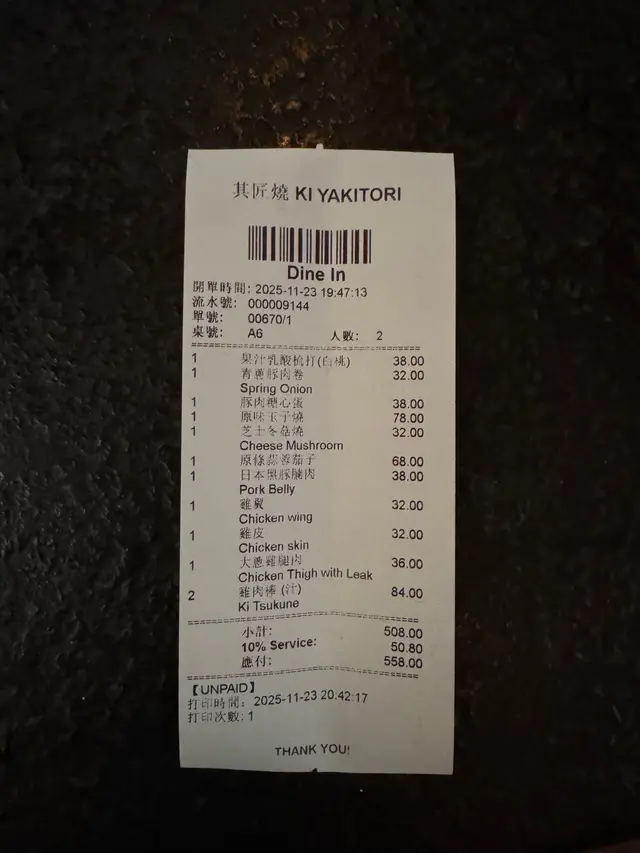 其匠燒 KI YAKITORI
Dine In
開單時間: 2025-11-23 19:47:13
流水號: 000009144
單號: 00670/1
桌號: A6 人數: 2
1 果汁乳酸梳打(白桃) 38.00
1 青蔥豚肉卷 32.00
Spring Onion
1 豚肉糖心蛋 38.00
1 原味玉子燒 78.00
1 芝士冬菇燒 32.00
Cheese Mushroom
1 原條蒜蓉茄子 68.00
1 日本黑豚腩肉 38.00
Pork Belly
1 雞翼 32.00
Chicken wing
1 雞皮 32.00
Chicken skin
1 大蔥雞腿肉 36.00
Chicken Thigh with Leak
2 雞肉棒 (汁) 84.00
Ki Tsukune
小計: 508.00
10% Service: 50.80
應付: 558.00
【UNPAID】
打印時間: 2025-11-23 20:42:17
打印次數: 1
THANK YOU!